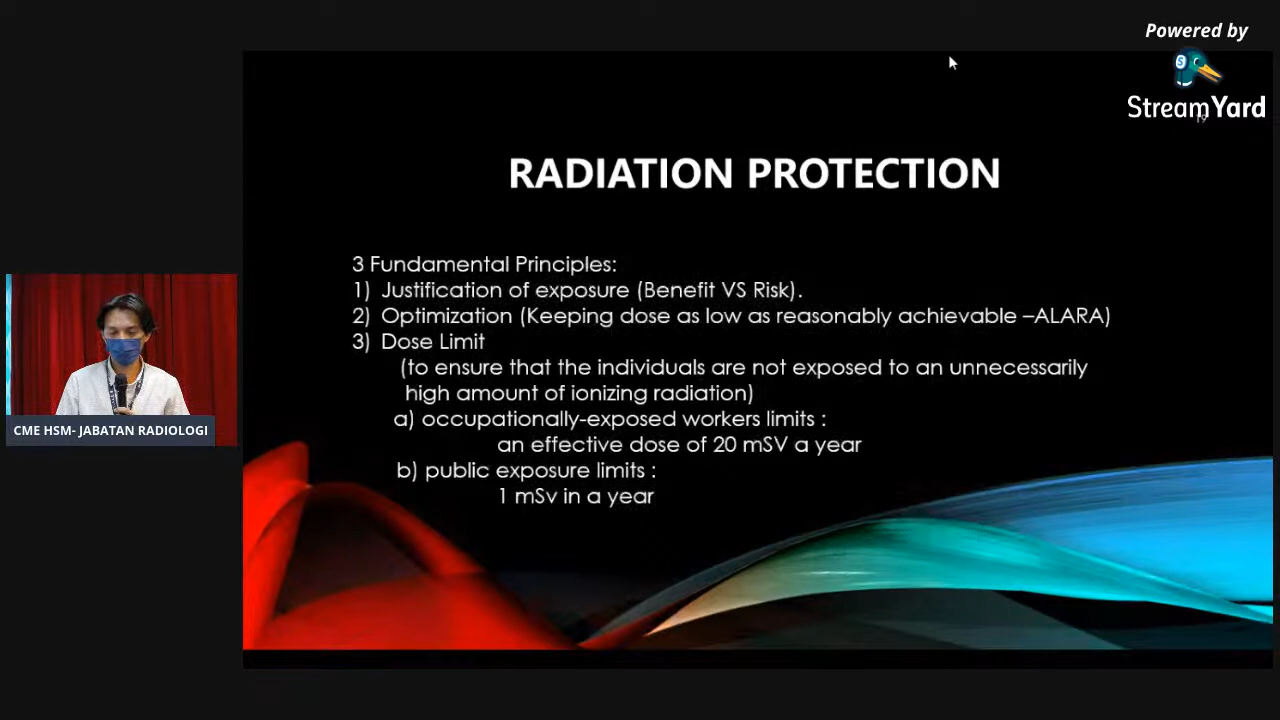 Powered by
StreamYard
19
RADIATION PROTECTION
3 Fundamental Principles:
1) Justification of exposure (Benefit VS Risk).
2) Optimization (Keeping dose as low as reasonably achievable –ALARA)
3) Dose Limit
(to ensure that the individuals are not exposed to an unnecessarily
high amount of ionizing radiation)
a) occupationally-exposed workers limits :
an effective dose of 20 mSV a year
b) public exposure limits :
1 mSv in a year
CME HSM- JABATAN RADIOLOGI